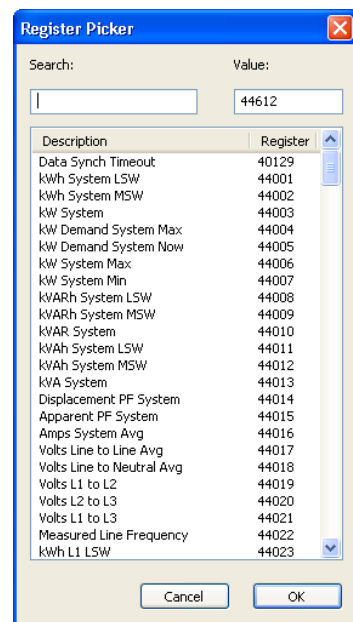 Register Picker
Search: Value:
44612
Description Register
Data Synch Timeout 40129
kWh System LSW 44001
kWh System MSW 44002
kW System 44003
kW Demand System Max 44004
kW Demand System Now 44005
kW System Max 44006
kW System Min 44007
kVARh System LSW 44008
kVARh System MSW 44009
kVAR System 44010
kVAh System LSW 44011
kVAh System MSW 44012
kVA System 44013
Displacement PF System 44014
Apparent PF System 44015
Amps System Avg 44016
Volts Line to Line Avg 44017
Volts Line to Neutral Avg 44018
Volts L1 to L2 44019
Volts L2 to L3 44020
Volts L1 to L3 44021
Measured Line Frequency 44022
kWh L1 LSW 44023
Cancel OK